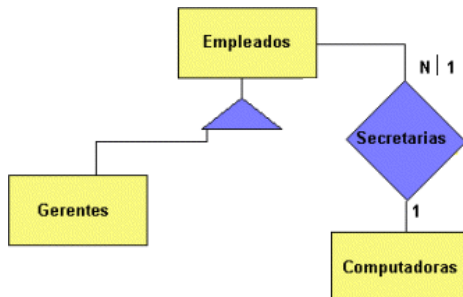 Empleados
N | 1
Secretarias
1
Gerentes
Computadoras